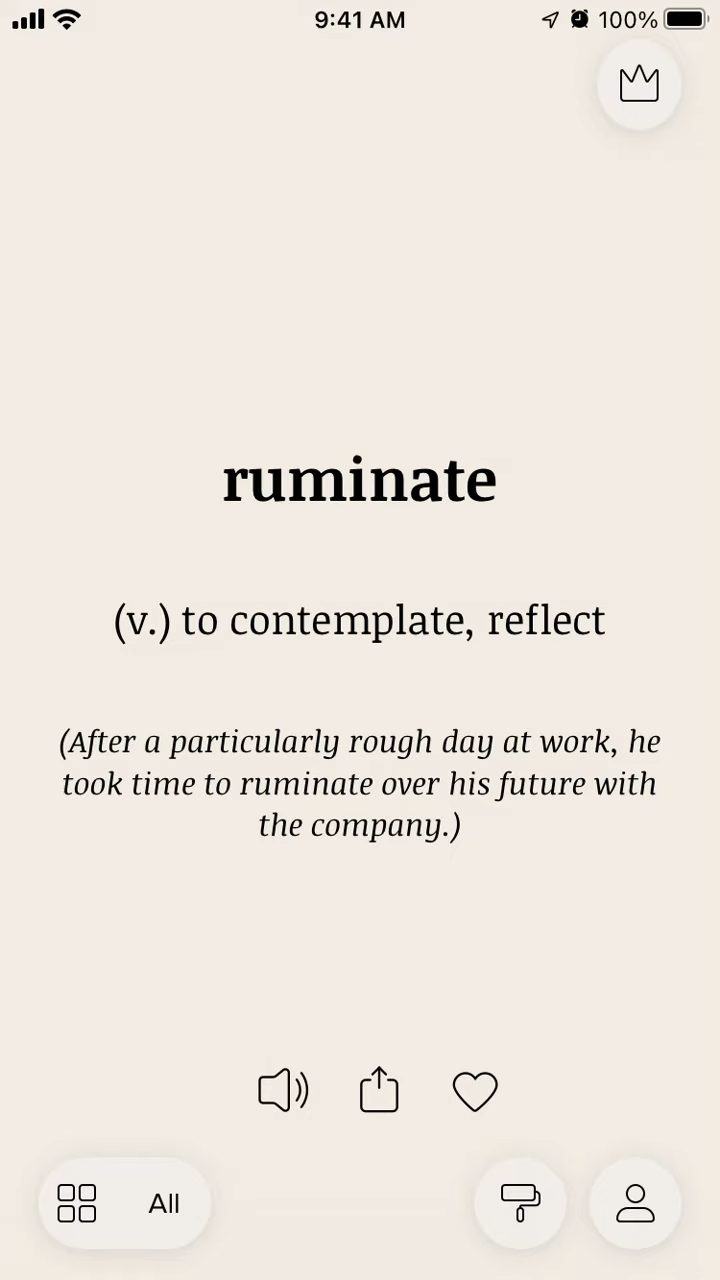 9:41 AM
100%
ruminate
(v.) to contemplate, reflect
(After a particularly rough day at work, he
took time to ruminate over his future with
the company.)
All